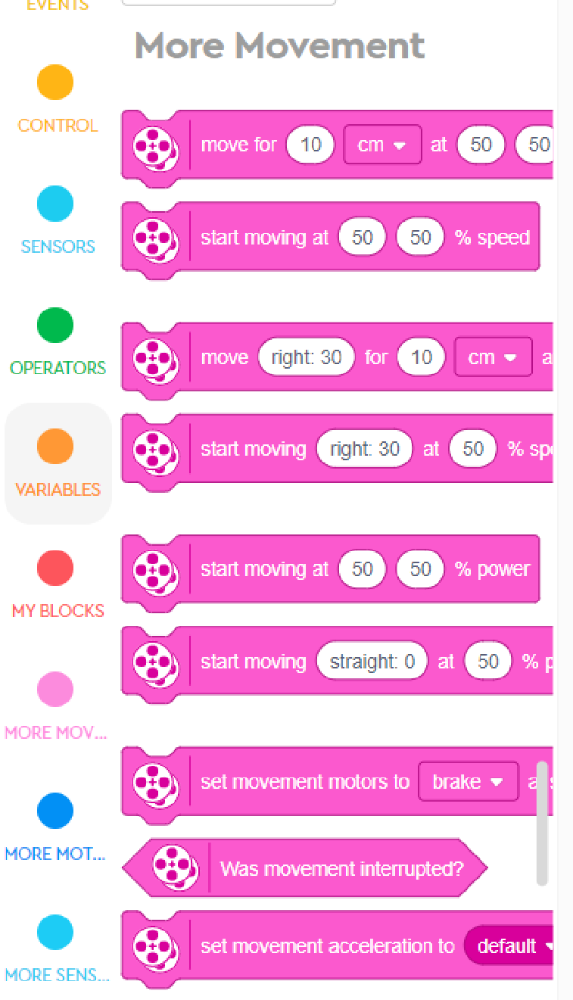 EVENTS
More Movement
CONTROL
move for 10 cm at 50 50
SENSORS
start moving at 50 50 % speed
OPERATORS
move right: 30 for 10 cm a
start moving right: 30 at 50 % spe
VARIABLES
start moving at 50 50 % power
MY BLOCKS
start moving straight: 0 at 50 % p
MORE MOV...
set movement motors to brake a s
MORE MOT...
Was movement interrupted?
set movement acceleration to default
MORE SENS...